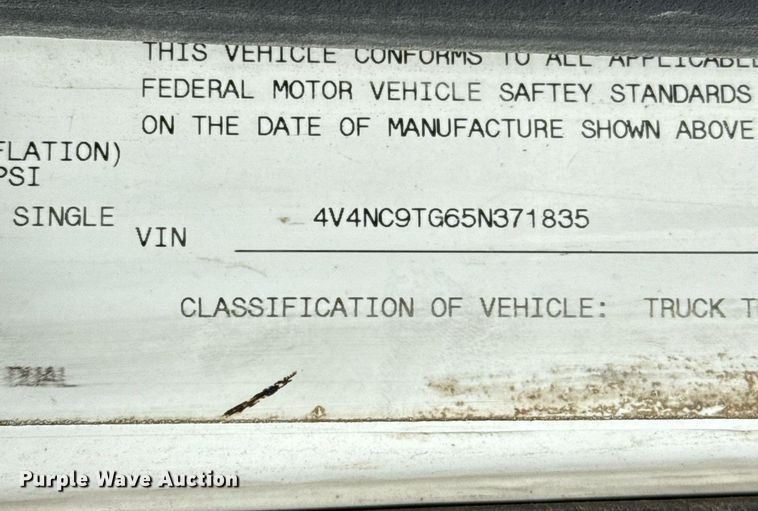 THIS VEHICLE CONFORMS TO ALL APPLICABLE
FEDERAL MOTOR VEHICLE SAFTEY STANDARDS
ON THE DATE OF MANUFACTURE SHOWN ABOVE
FLATION)
PSI
SINGLE
4V4NC9TG65N371835
VIN
CLASSIFICATION OF VEHICLE: TRUCK T
DUAL
Purple Wave Auction